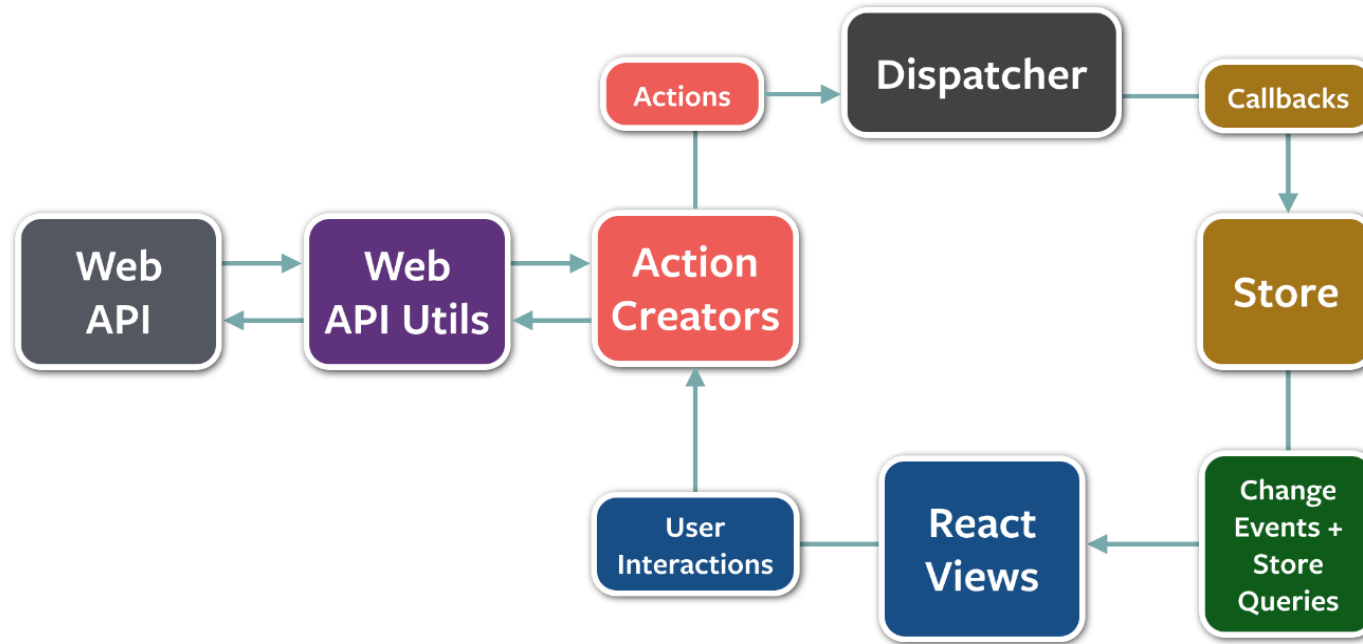 Dispatcher
Actions
Callbacks
Web
API
Web
API Utils
Action
Creators
Store
User
Interactions
React
Views
Change
Events +
Store
Queries